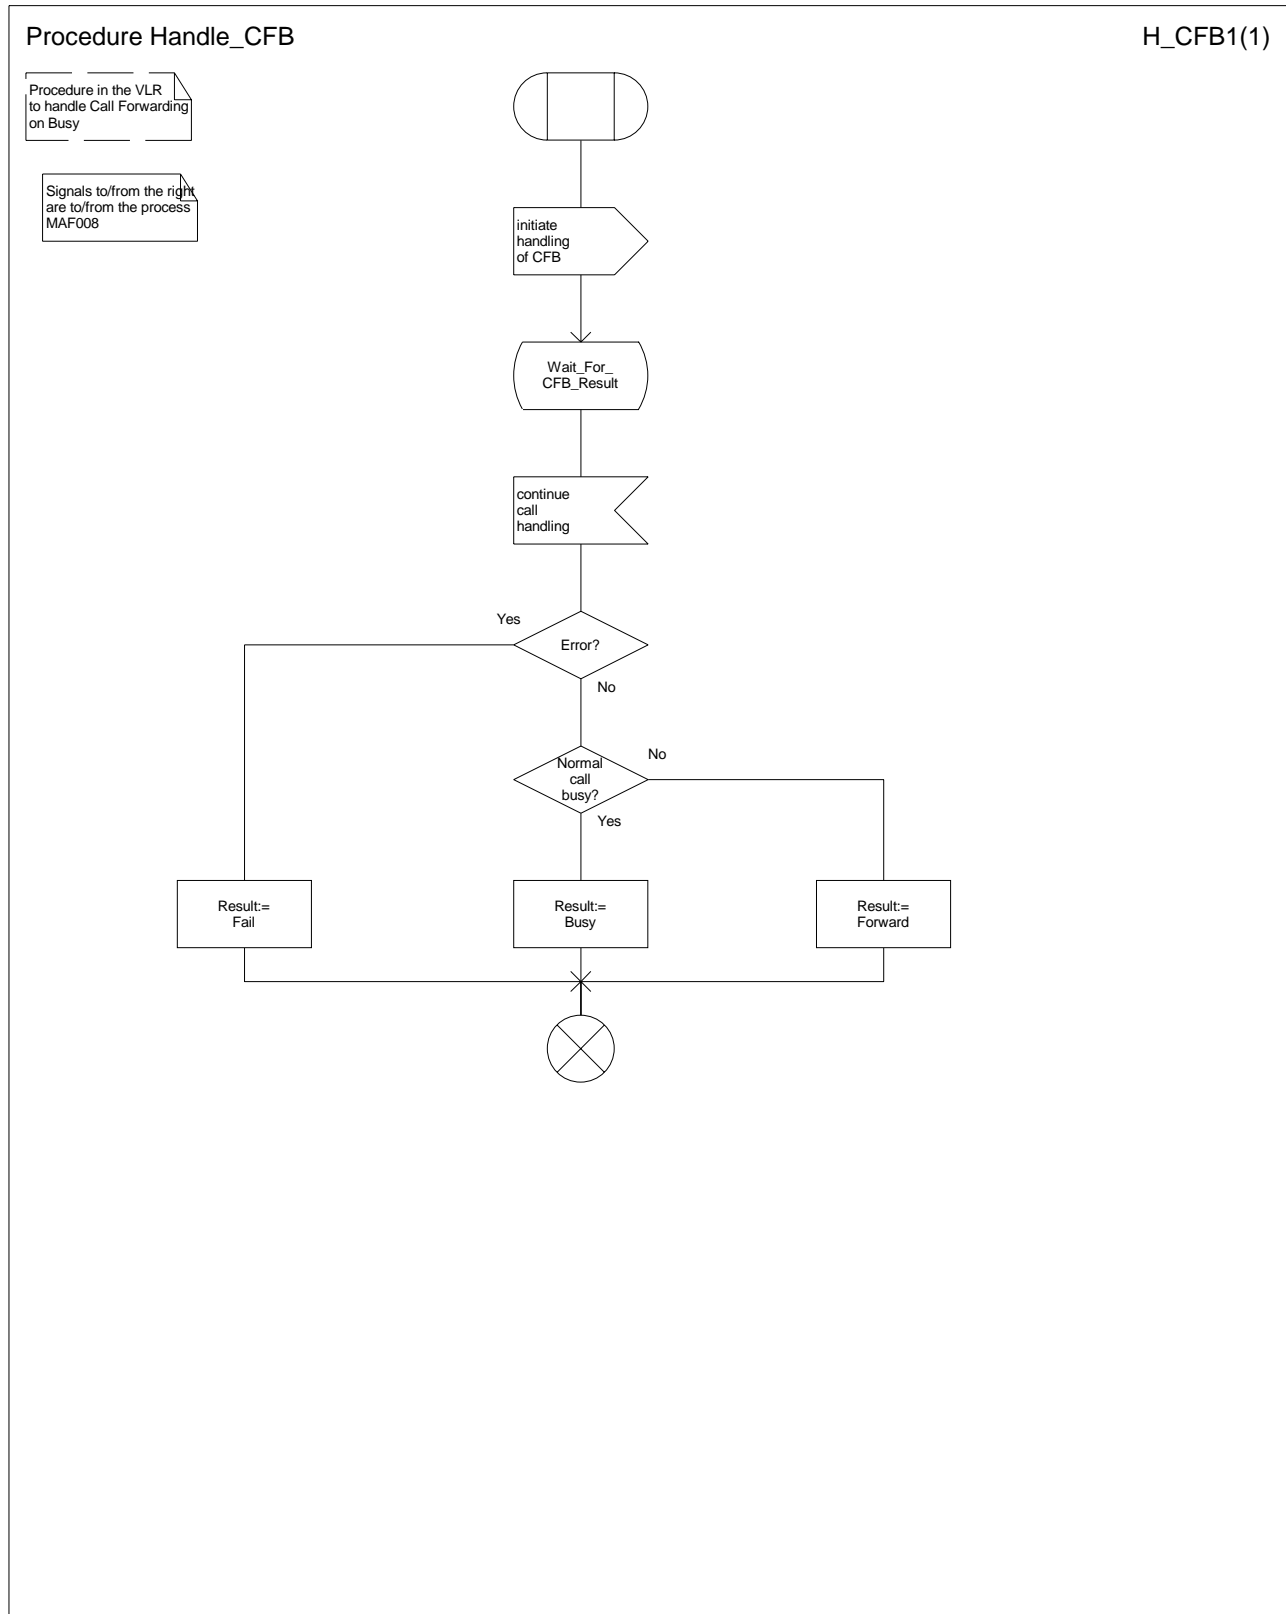 Procedure Handle_CFB
H_CFB1(1)
Procedure in the VLR
to handle Call Forwarding
on Busy
Signals to/from the right
are to/from the process
MAF008
initiate
handling
of CFB
Wait_For_
CFB_Result
continue
call
handling
Yes
Error?
No
Normal
call
busy?
No
Yes
Result:=
Fail
Result:=
Busy
Result:=
Forward